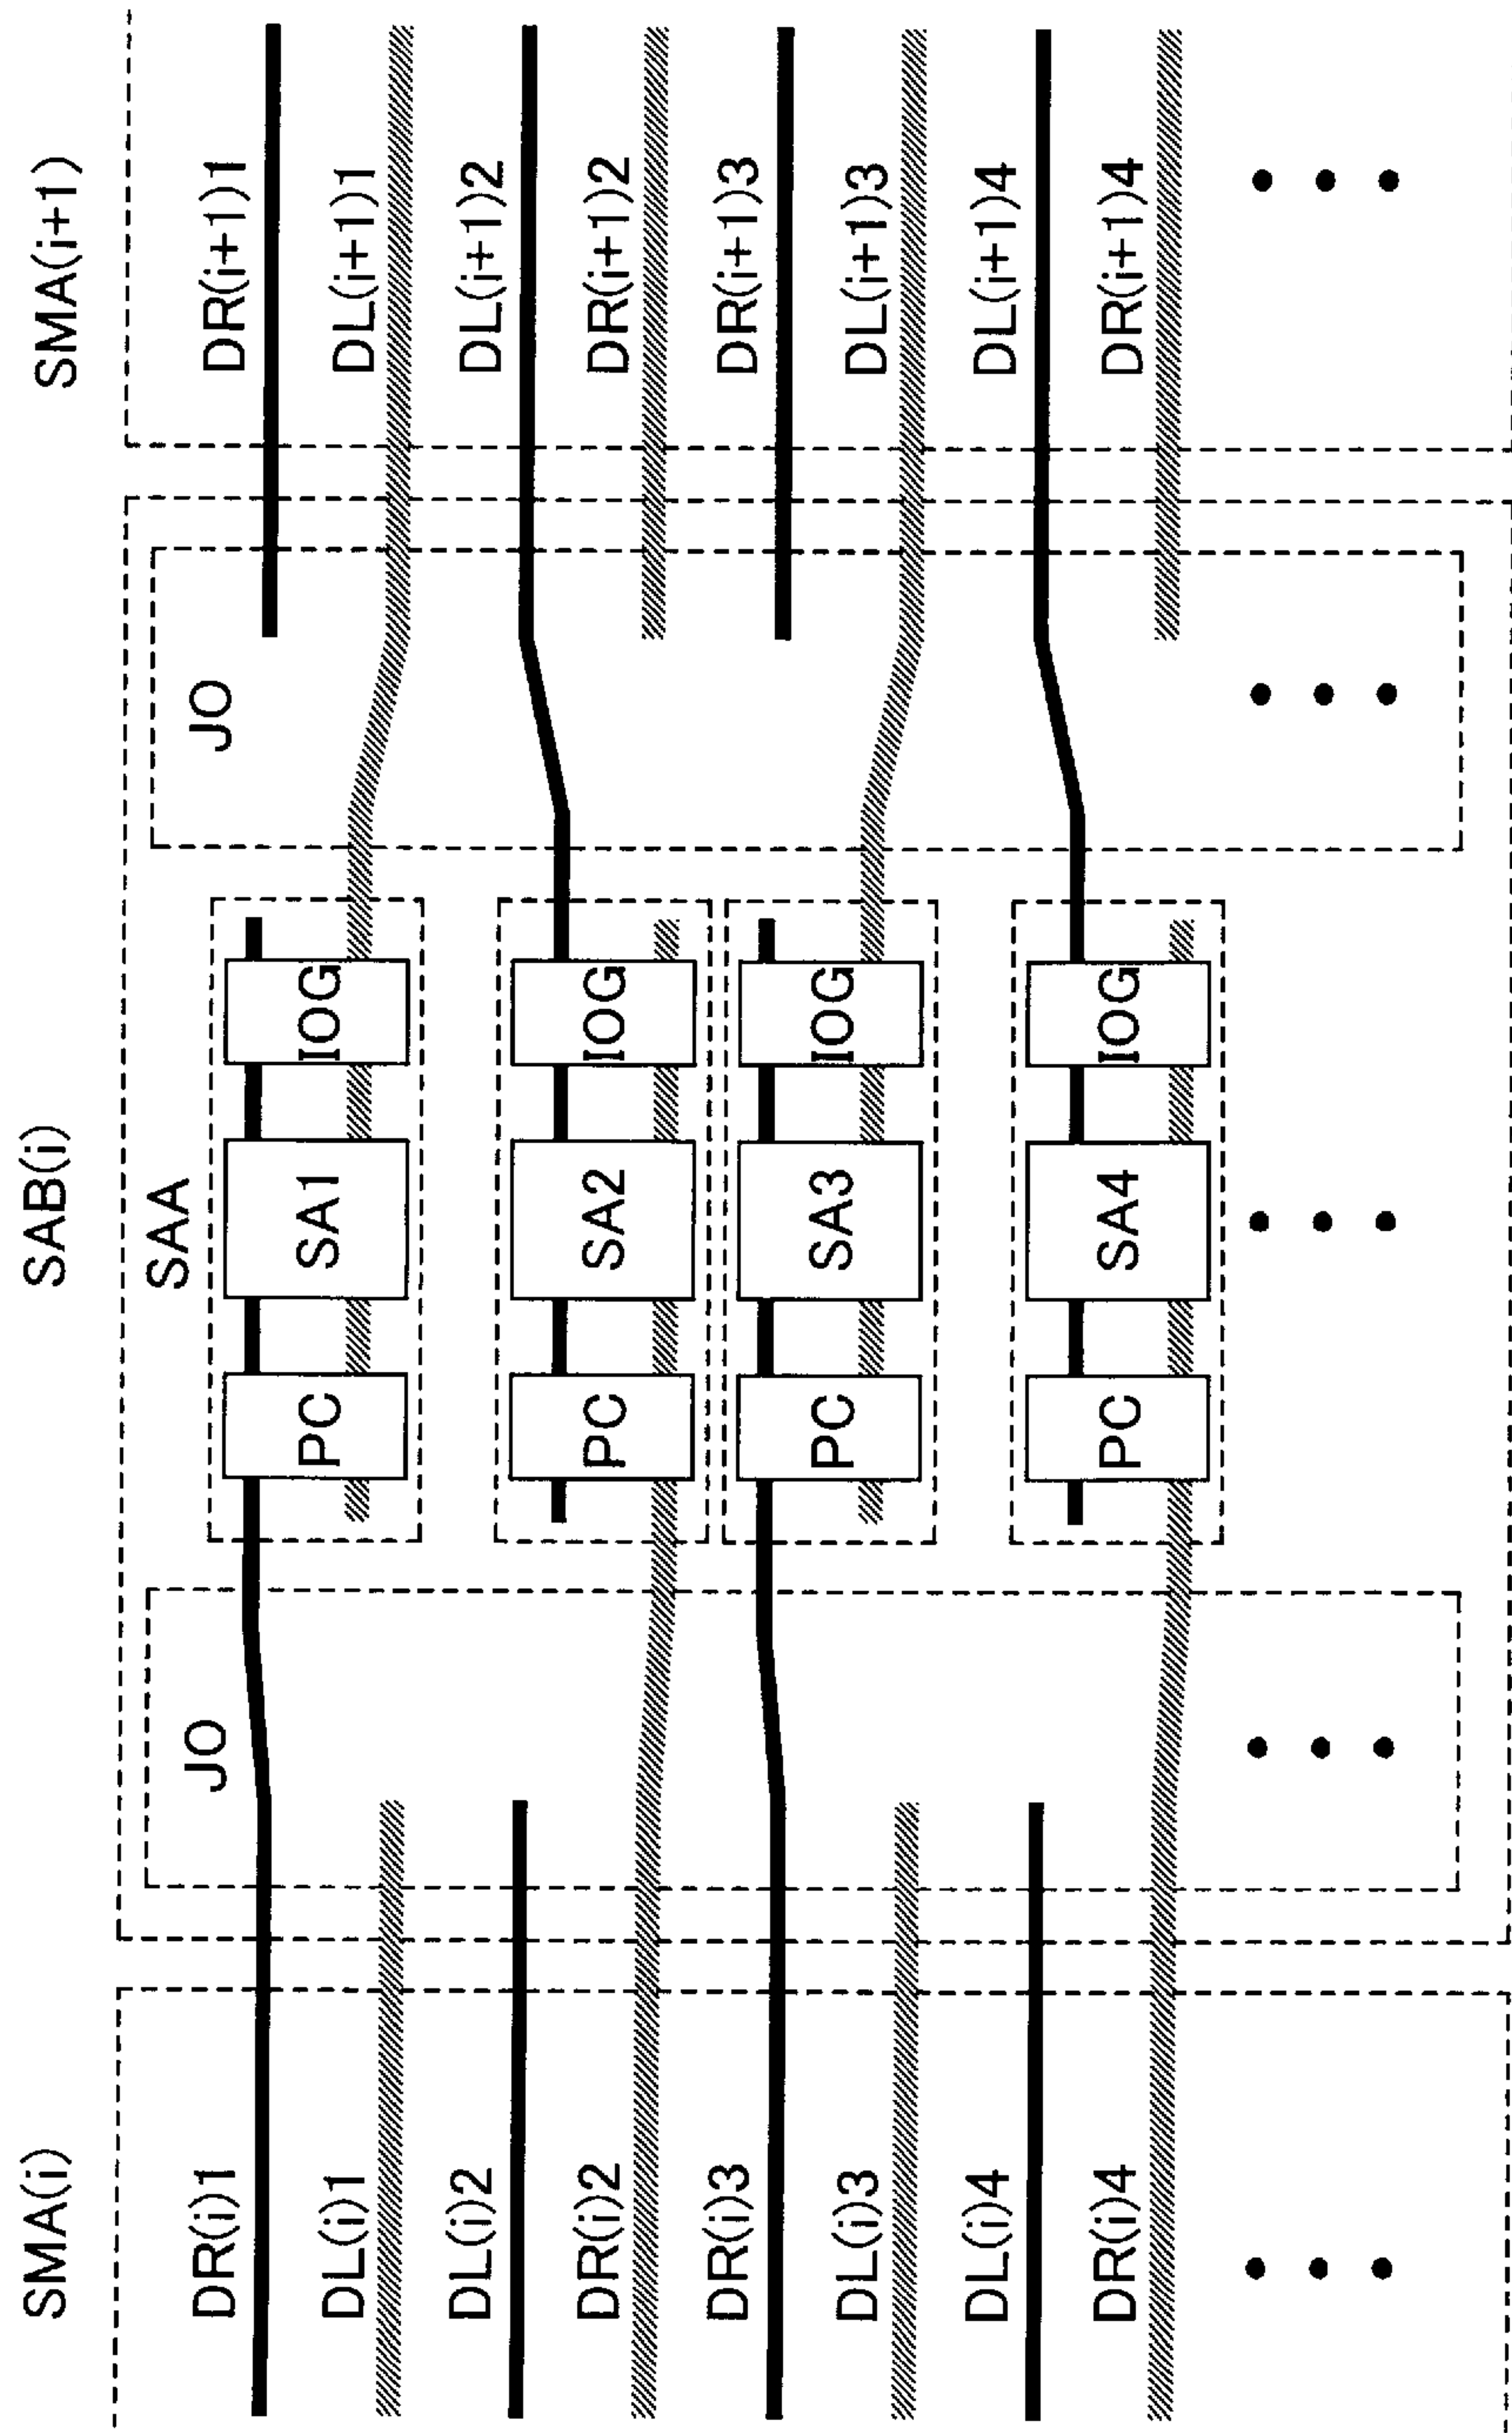 SMA(i)
SAB(i)
SMA(i+1)
JO
SAA
JO
DR(i)1
PC
SA1
IOG
DR(i+1)1
DL(i)1
DL(i+1)1
DL(i)2
PC
SA2
IOG
DL(i+1)2
DR(i)2
DR(i+1)2
DR(i)3
PC
SA3
IOG
DR(i+1)3
DL(i)3
DL(i+1)3
DL(i)4
PC
SA4
IOG
DL(i+1)4
DR(i)4
DR(i+1)4